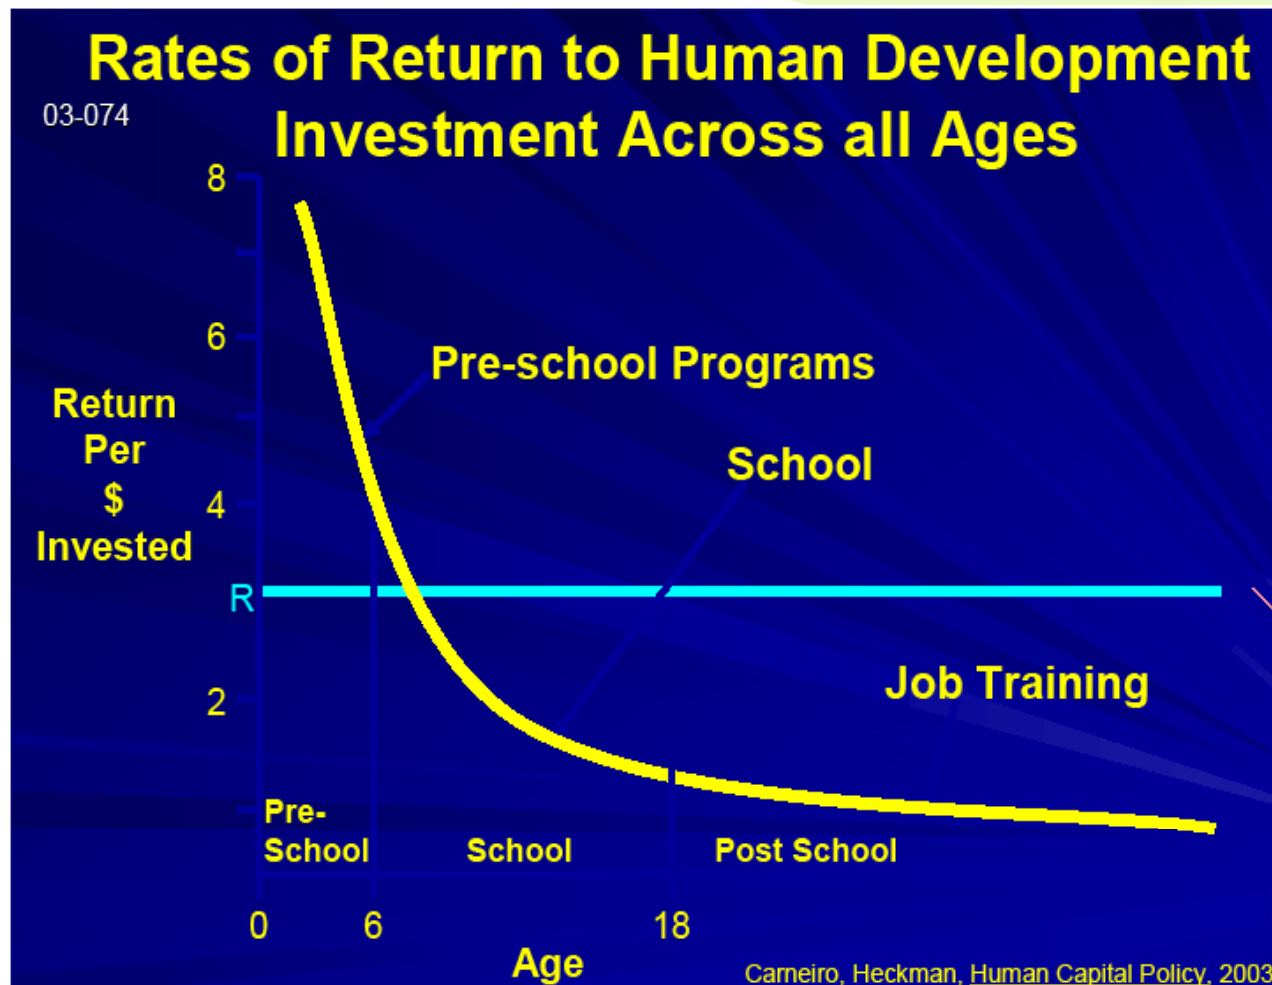 Rates of Return to Human Development
03-074
Investment Across all Ages
8
6
Pre-school Programs
Return
Per
$
Invested
School
4
R
Job Training
2
Pre-
School
School
Post School
0
6
18
Age
Carneiro, Heckman, Human Capital Policy, 2003